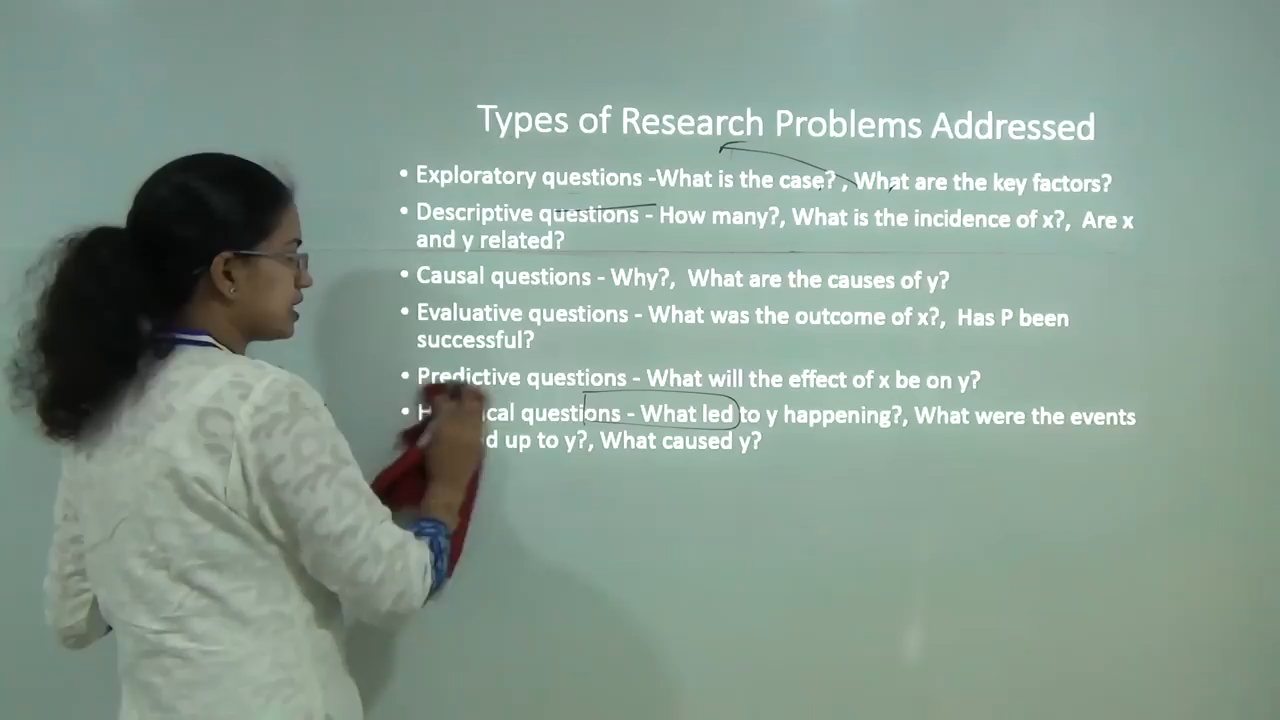 Types of Research Problems Addressed
• Exploratory questions -What is the case? , What are the key factors?
• Descriptive questions - How many?, What is the incidence of x?, Are x
and y related?
• Causal questions - Why?, What are the causes of y?
• Evaluative questions - What was the outcome of x?, Has P been
successful?
• Predictive questions - What will the effect of x be on y?
• questions - What led to y happening?, What were the events
up to y?, What caused y?